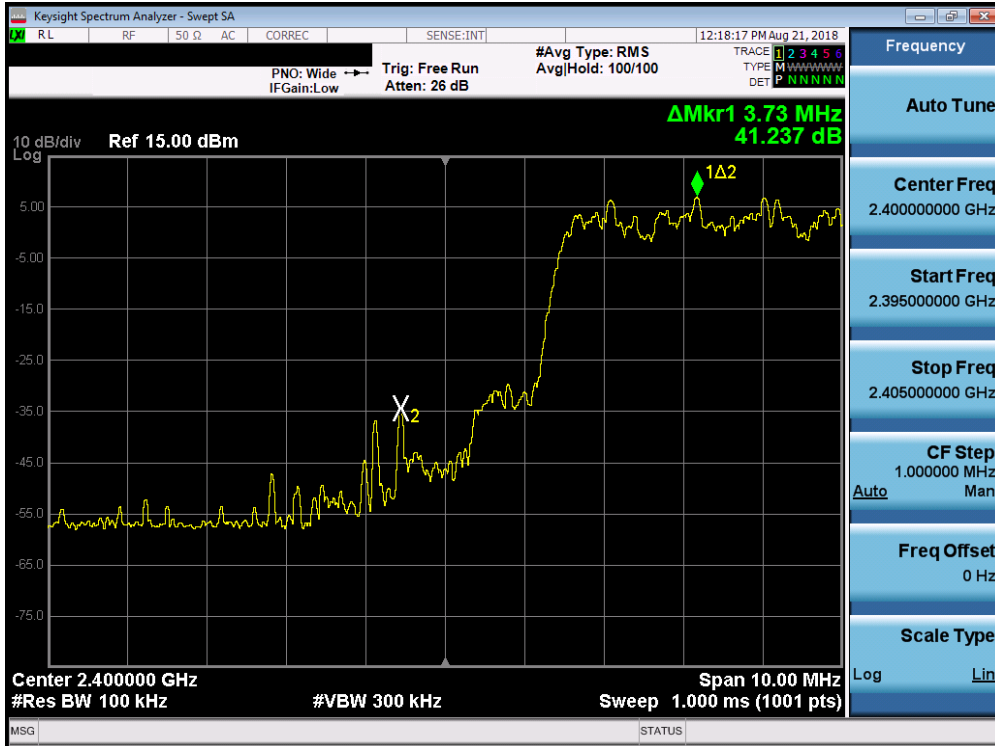 Keysight Spectrum Analyzer - Swept SA
LXI RL RF 50 Ω AC CORREC SENSE:INT 12:18:17 PM Aug 21, 2018
PNO: Wide
IFGain:Low
Trig: Free Run
Atten: 26 dB
#Avg Type: RMS
Avg|Hold: 100/100
TRACE 1 2 3 4 5 6
TYPE M W W W W W
DET P N N N N N
ΔMkr1 3.73 MHz
41.237 dB
10 dB/div Ref 15.00 dBm
Log
1Δ2
5.00
-5.00
-15.0
-25.0
-35.0
X2
-45.0
-55.0
-65.0
-75.0
Center 2.400000 GHz Span 10.00 MHz
#Res BW 100 kHz #VBW 300 kHz Sweep 1.000 ms (1001 pts)
MSG STATUS
Frequency
Auto Tune
Center Freq
2.400000000 GHz
Start Freq
2.395000000 GHz
Stop Freq
2.405000000 GHz
CF Step
1.000000 MHz
Auto Man
Freq Offset
0 Hz
Scale Type
Log Lin